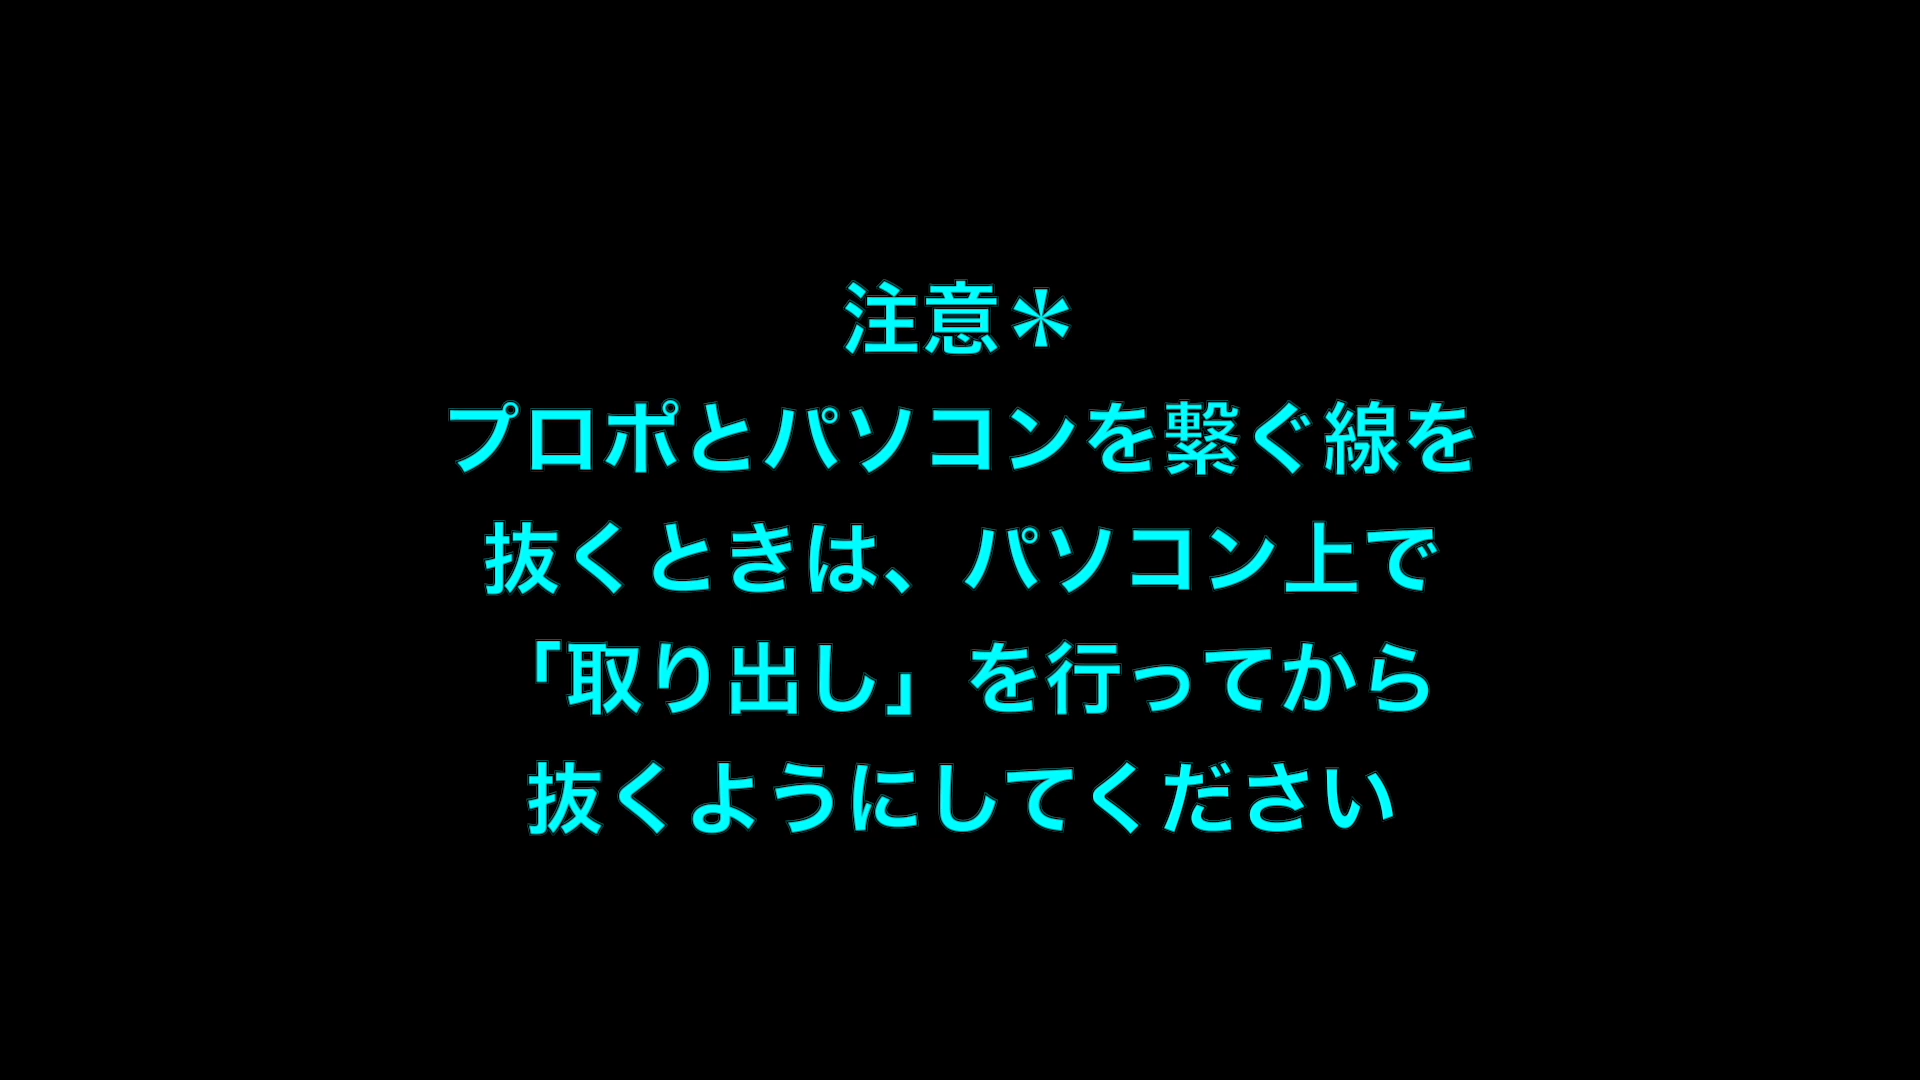 注意＊
プロポとパソコンを繋ぐ線を
抜くときは、パソコン上で
「取り出し」を行ってから
抜くようにしてください